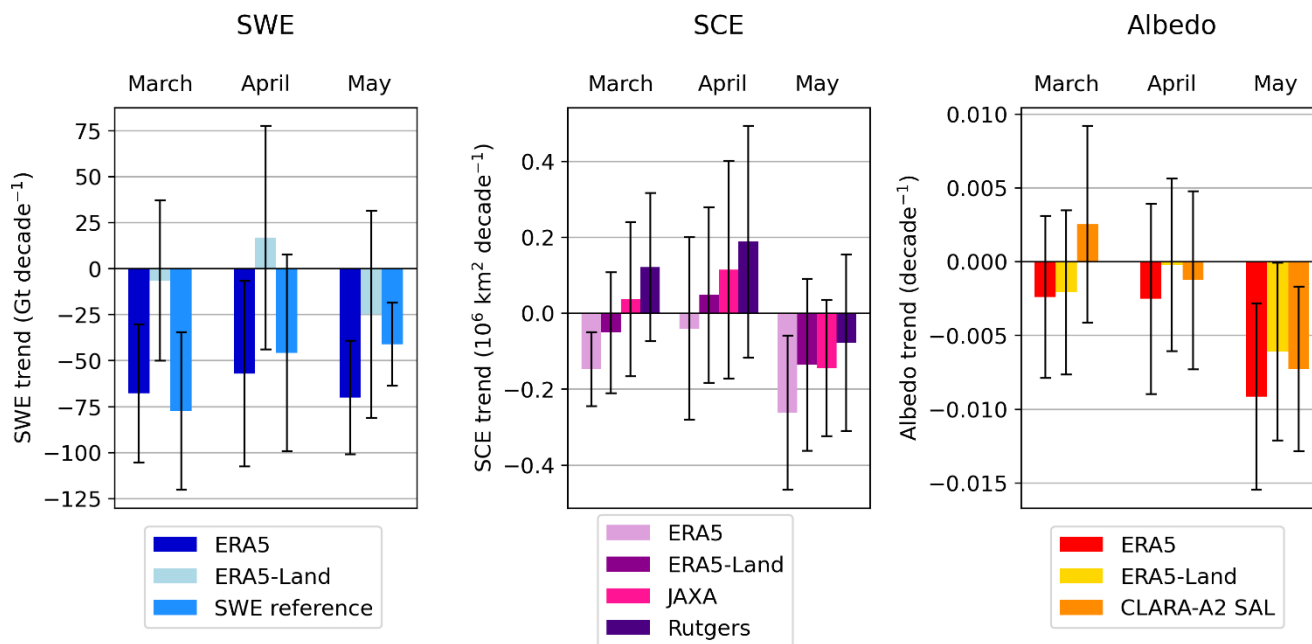 SWE
March April May
SWE trend (Gt decade⁻¹)
75
50
25
0
−25
−50
−75
−100
−125
ERA5
ERA5-Land
SWE reference
SCE
March April May
SCE trend (10⁶ km² decade⁻¹)
0.4
0.2
0.0
−0.2
−0.4
ERA5
ERA5-Land
JAXA
Rutgers
Albedo
March April May
Albedo trend (decade⁻¹)
0.010
0.005
0.000
−0.005
−0.010
−0.015
ERA5
ERA5-Land
CLARA-A2 SAL